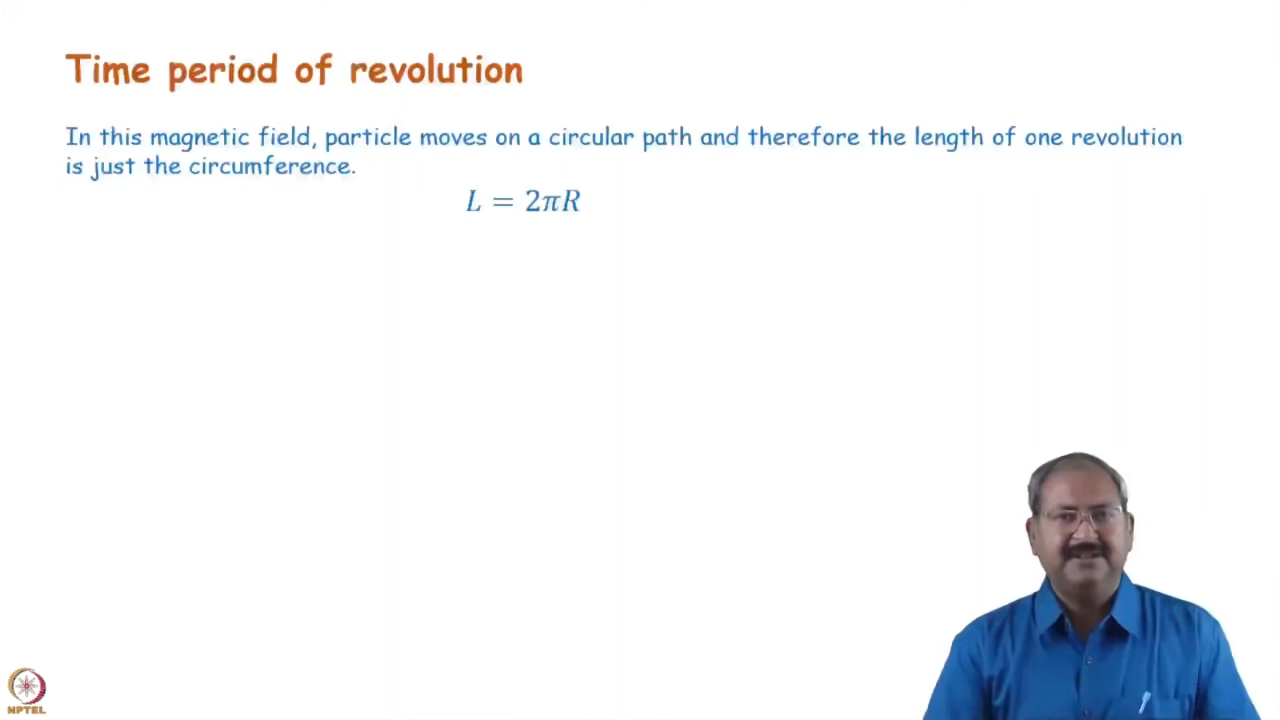 Time period of revolution
In this magnetic field, particle moves on a circular path and therefore the length of one revolution
is just the circumference.
L = 2πR
NPTEL